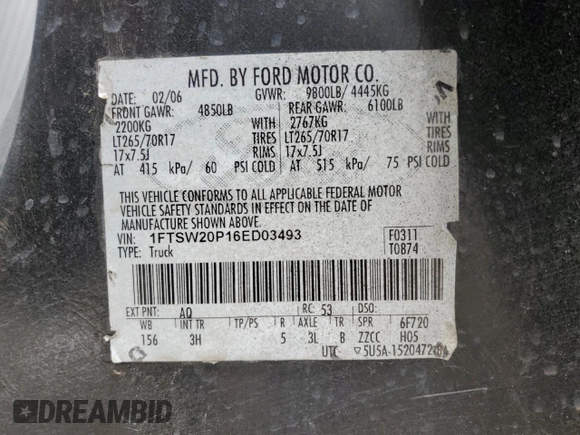 MFD. BY FORD MOTOR CO.
DATE: 02/06 GVWR: 9800LB/ 4445KG
FRONT GAWR: 4850LB REAR GAWR: 6100LB
2200KG WITH 2767KG WITH
LT265/70R17 TIRES LT265/70R17 TIRES
17x7.5J RIMS 17x7.5J RIMS
AT 415 kPa/ 60 PSI COLD AT 515 kPa/ 75 PSI COLD
THIS VEHICLE CONFORMS TO ALL APPLICABLE FEDERAL MOTOR
VEHICLE SAFETY STANDARDS IN EFFECT ON THE DATE OF
MANUFACTURE SHOWN ABOVE.
VIN: 1FTSW20P16ED03493 F0311
TYPE: Truck T0874
EXT PNT: AQ RC: 53 DSO:
WB INT TR TP/PS R AXLE TR SPR 6F720
156 3H 5 3L B ZZCC H05
UTC ▽5U5A-1520472-
AUTODREAMBID